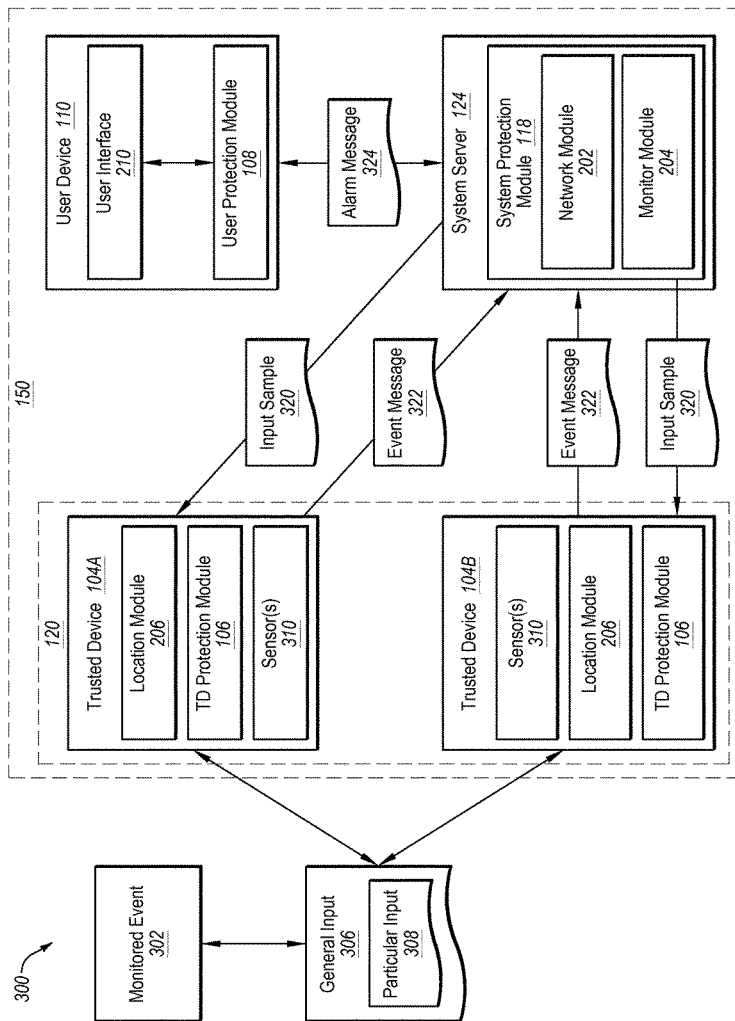 300
Monitored Event
302
General Input
306
Particular Input
308
150
120
Trusted Device 104A
Location Module
206
TD Protection Module
106
Sensor(s)
310
Trusted Device 104B
Sensor(s)
310
Location Module
206
TD Protection Module
106
Input Sample
320
Event Message
322
Event Message
322
Input Sample
320
User Device 110
User Interface
210
User Protection Module
108
Alarm Message
324
System Server 124
System Protection
Module 118
Network Module
202
Monitor Module
204